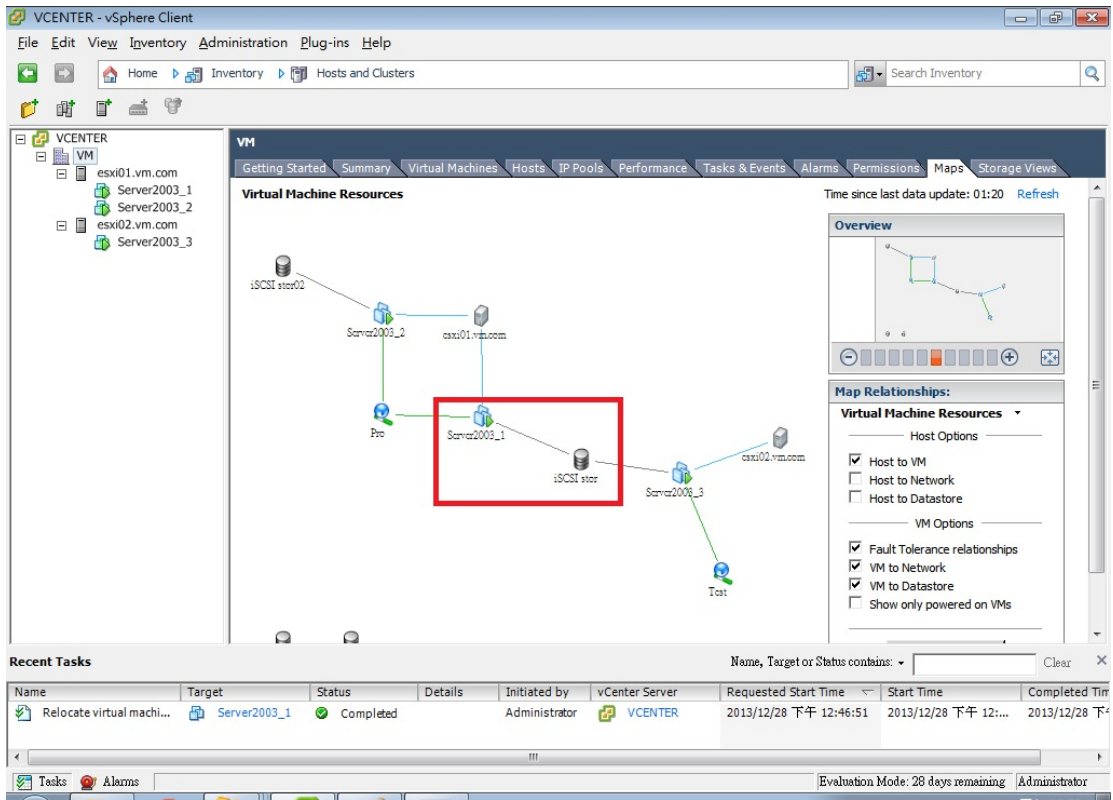 VCENTER - vSphere Client
File Edit View Inventory Administration Plug-ins Help
Home Inventory Hosts and Clusters
Search Inventory
VCENTER
VM
esxi01.vm.com
Server2003_1
Server2003_2
esxi02.vm.com
Server2003_3
VM
Getting Started Summary Virtual Machines Hosts IP Pools Performance Tasks & Events Alarms Permissions Maps Storage Views
Virtual Machine Resources
Time since last data update: 01:20 Refresh
iSCSI stor02
Server2003_2
esxi01.vm.com
Pro
Server2003_1
iSCSI stor
Server2003_3
esxi02.vm.com
Test
Overview
Map Relationships:
Virtual Machine Resources
Host Options
Host to VM
Host to Network
Host to Datastore
VM Options
Fault Tolerance relationships
VM to Network
VM to Datastore
Show only powered on VMs
Recent Tasks
Name, Target or Status contains:
Clear
Name Target Status Details Initiated by vCenter Server Requested Start Time Start Time Completed Tim
Relocate virtual machi... Server2003_1 Completed Administrator VCENTER 2013/12/28 下午 12:46:51 2013/12/28 下午 12:... 2013/12/28 下午
Tasks Alarms
Evaluation Mode: 28 days remaining Administrator